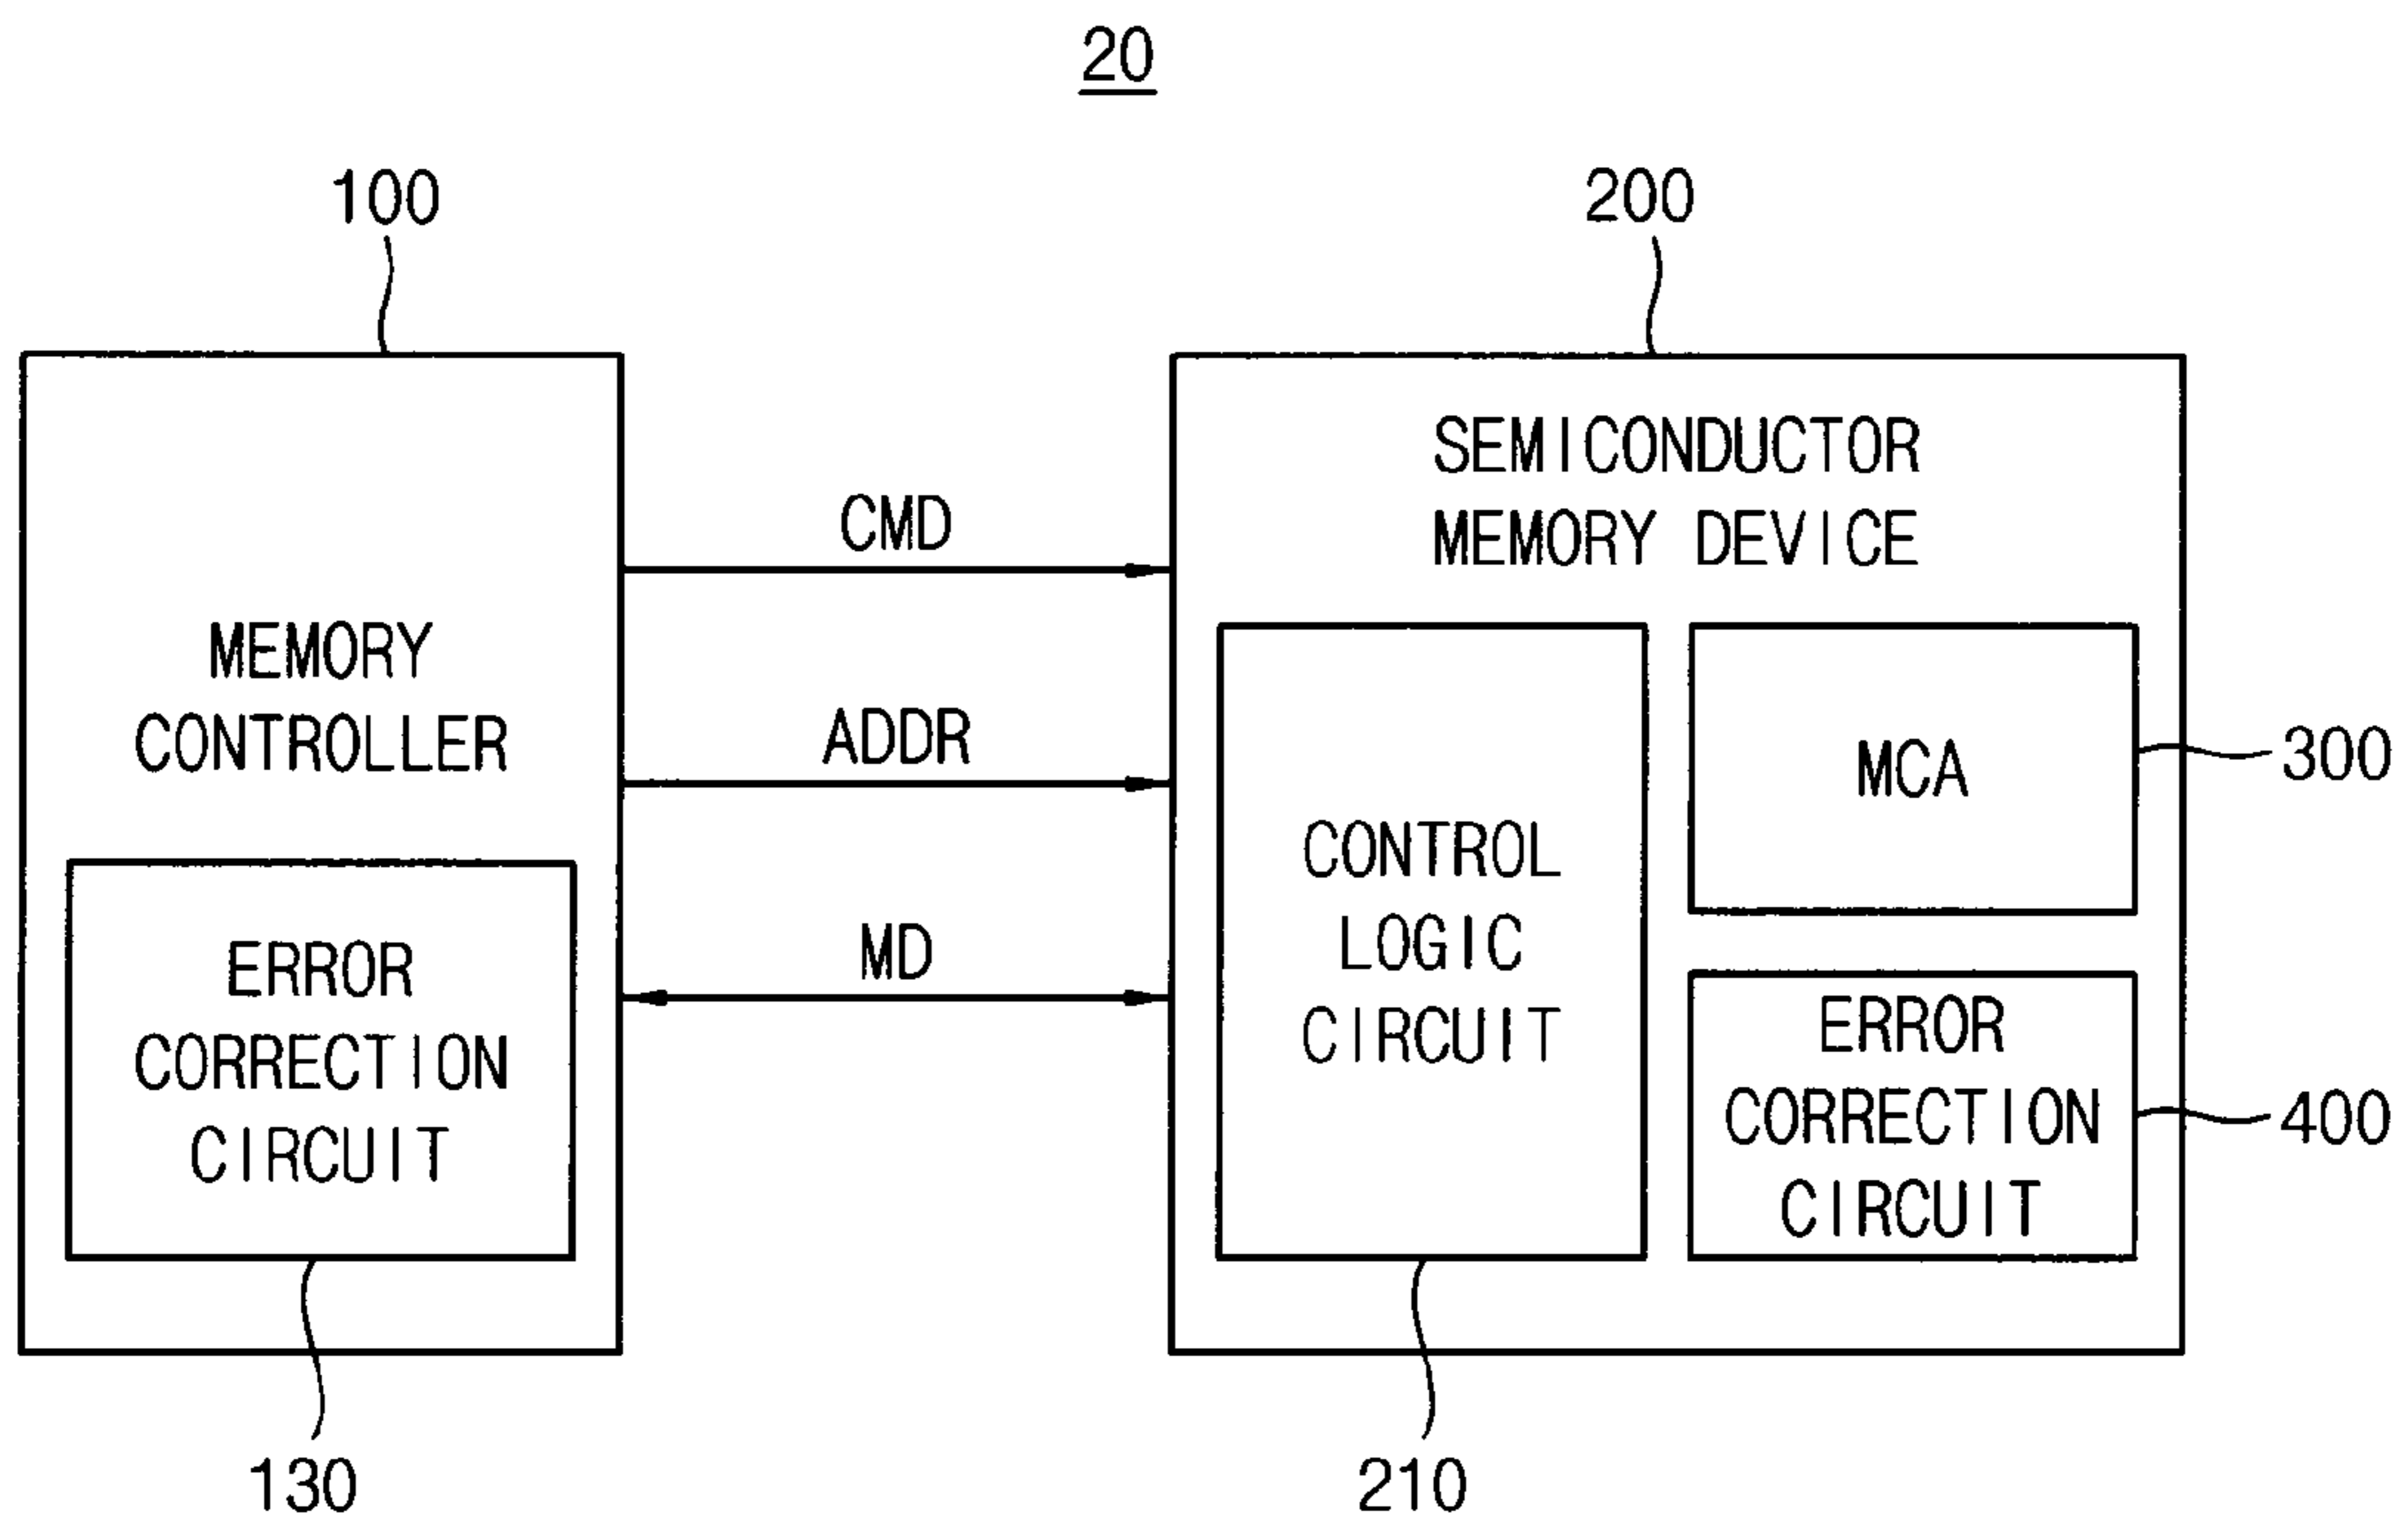 20
100
200
SEMICONDUCTOR
MEMORY DEVICE
CMD
MEMORY
CONTROLLER
ADDR
MCA
300
CONTROL
LOGIC
CIRCUIT
MD
ERROR
CORRECTION
CIRCUIT
ERROR
CORRECTION
CIRCUIT
400
130
210